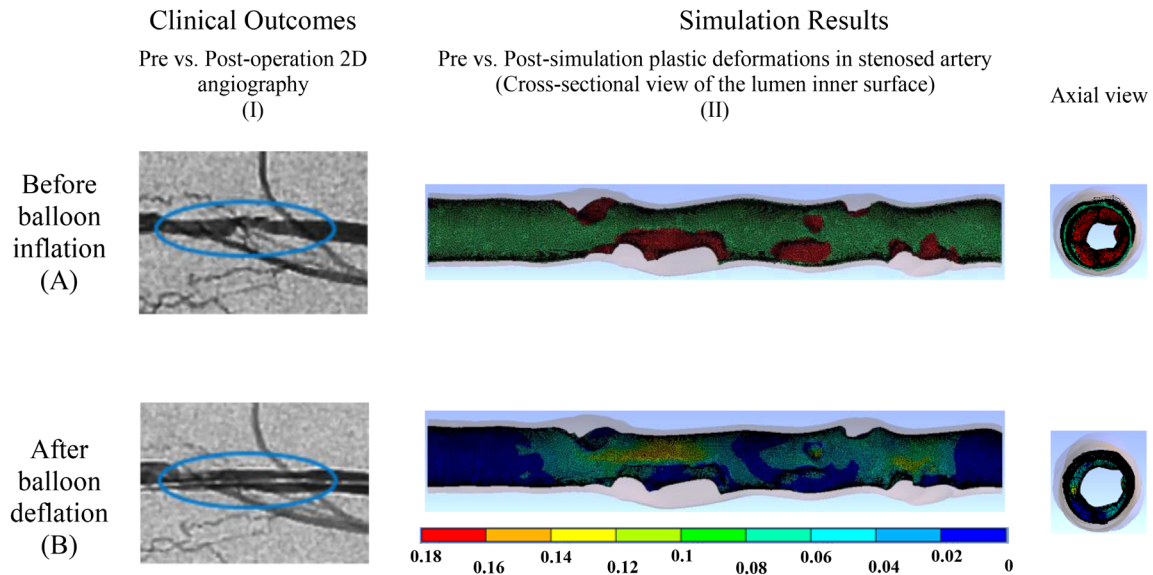 Clinical Outcomes
Simulation Results
Pre vs. Post-operation 2D
angiography
(I)
Pre vs. Post-simulation plastic deformations in stenosed artery
(Cross-sectional view of the lumen inner surface)
(II)
Axial view
Before
balloon
inflation
(A)
After
balloon
deflation
(B)
0.18 0.16 0.14 0.12 0.1 0.08 0.06 0.04 0.02 0